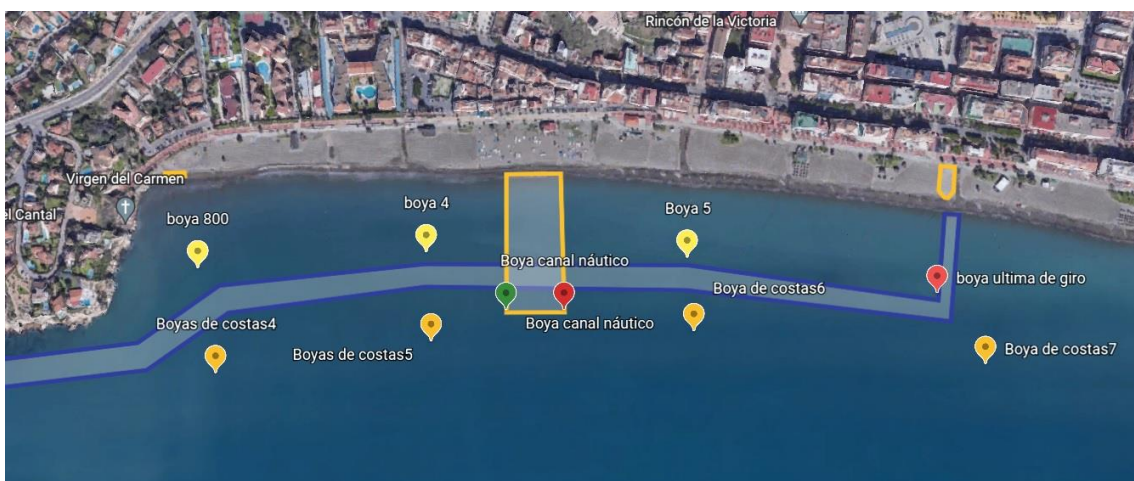 Rincón de la Victoria
Virgen del Carmen
el Cantal
boya 800
boya 4
Boya 5
Boya canal náutico
boya ultima de giro
Boya de costas6
Boyas de costas4
Boya canal náutico
Boyas de costas5
Boya de costas7